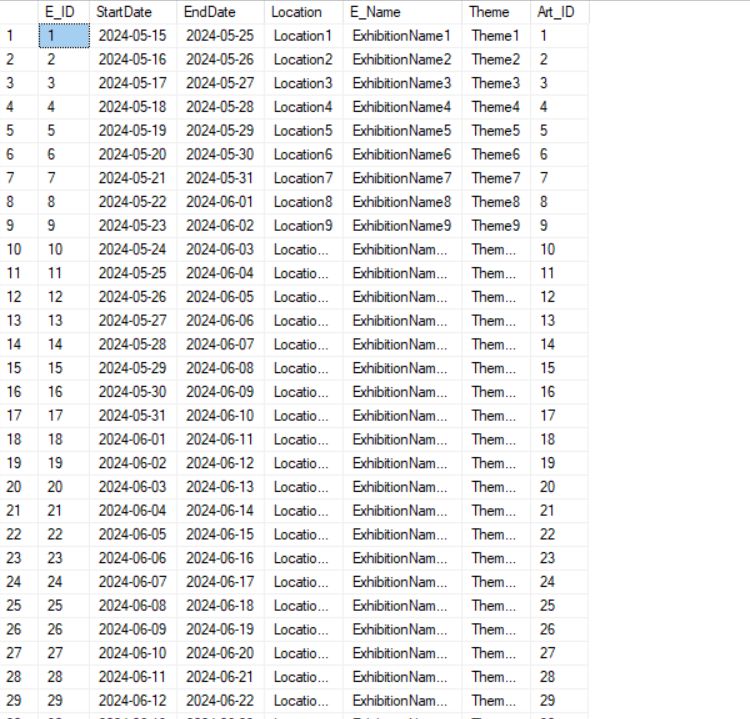 E_ID StartDate EndDate Location E_Name Theme Art_ID
1 1 2024-05-15 2024-05-25 Location1 ExhibitionName1 Theme1 1
2 2 2024-05-16 2024-05-26 Location2 ExhibitionName2 Theme2 2
3 3 2024-05-17 2024-05-27 Location3 ExhibitionName3 Theme3 3
4 4 2024-05-18 2024-05-28 Location4 ExhibitionName4 Theme4 4
5 5 2024-05-19 2024-05-29 Location5 ExhibitionName5 Theme5 5
6 6 2024-05-20 2024-05-30 Location6 ExhibitionName6 Theme6 6
7 7 2024-05-21 2024-05-31 Location7 ExhibitionName7 Theme7 7
8 8 2024-05-22 2024-06-01 Location8 ExhibitionName8 Theme8 8
9 9 2024-05-23 2024-06-02 Location9 ExhibitionName9 Theme9 9
10 10 2024-05-24 2024-06-03 Locatio... ExhibitionNam... Them... 10
11 11 2024-05-25 2024-06-04 Locatio... ExhibitionNam... Them... 11
12 12 2024-05-26 2024-06-05 Locatio... ExhibitionNam... Them... 12
13 13 2024-05-27 2024-06-06 Locatio... ExhibitionNam... Them... 13
14 14 2024-05-28 2024-06-07 Locatio... ExhibitionNam... Them... 14
15 15 2024-05-29 2024-06-08 Locatio... ExhibitionNam... Them... 15
16 16 2024-05-30 2024-06-09 Locatio... ExhibitionNam... Them... 16
17 17 2024-05-31 2024-06-10 Locatio... ExhibitionNam... Them... 17
18 18 2024-06-01 2024-06-11 Locatio... ExhibitionNam... Them... 18
19 19 2024-06-02 2024-06-12 Locatio... ExhibitionNam... Them... 19
20 20 2024-06-03 2024-06-13 Locatio... ExhibitionNam... Them... 20
21 21 2024-06-04 2024-06-14 Locatio... ExhibitionNam... Them... 21
22 22 2024-06-05 2024-06-15 Locatio... ExhibitionNam... Them... 22
23 23 2024-06-06 2024-06-16 Locatio... ExhibitionNam... Them... 23
24 24 2024-06-07 2024-06-17 Locatio... ExhibitionNam... Them... 24
25 25 2024-06-08 2024-06-18 Locatio... ExhibitionNam... Them... 25
26 26 2024-06-09 2024-06-19 Locatio... ExhibitionNam... Them... 26
27 27 2024-06-10 2024-06-20 Locatio... ExhibitionNam... Them... 27
28 28 2024-06-11 2024-06-21 Locatio... ExhibitionNam... Them... 28
29 29 2024-06-12 2024-06-22 Locatio... ExhibitionNam... Them... 29